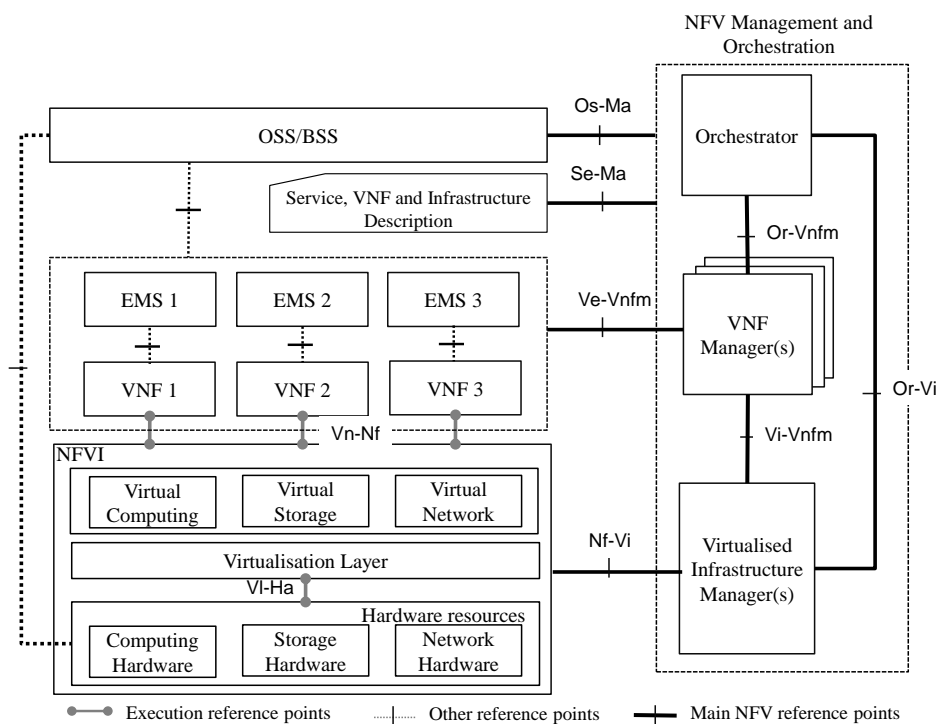 NFV Management and
Orchestration
Os-Ma
OSS/BSS
Orchestrator
Se-Ma
Service, VNF and Infrastructure
Description
Or-Vnfm
EMS 1
EMS 2
EMS 3
Ve-Vnfm
VNF
Manager(s)
VNF 1
VNF 2
VNF 3
Or-Vi
Vn-Nf
Vi-Vnfm
NFVI
Virtual
Computing
Virtual
Storage
Virtual
Network
Nf-Vi
Virtualisation Layer
Virtualised
Infrastructure
Manager(s)
Vl-Ha
Hardware resources
Computing
Hardware
Storage
Hardware
Network
Hardware
Execution reference points
Other reference points
Main NFV reference points